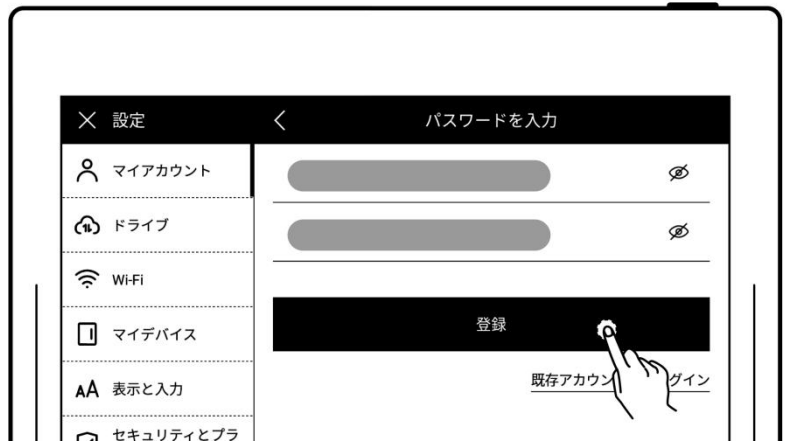 設定
パスワードを入力
マイアカウント
ドライブ
Wi-Fi
マイデバイス
登録
既存アカウン グイン
表示と入力
セキュリティとプラ